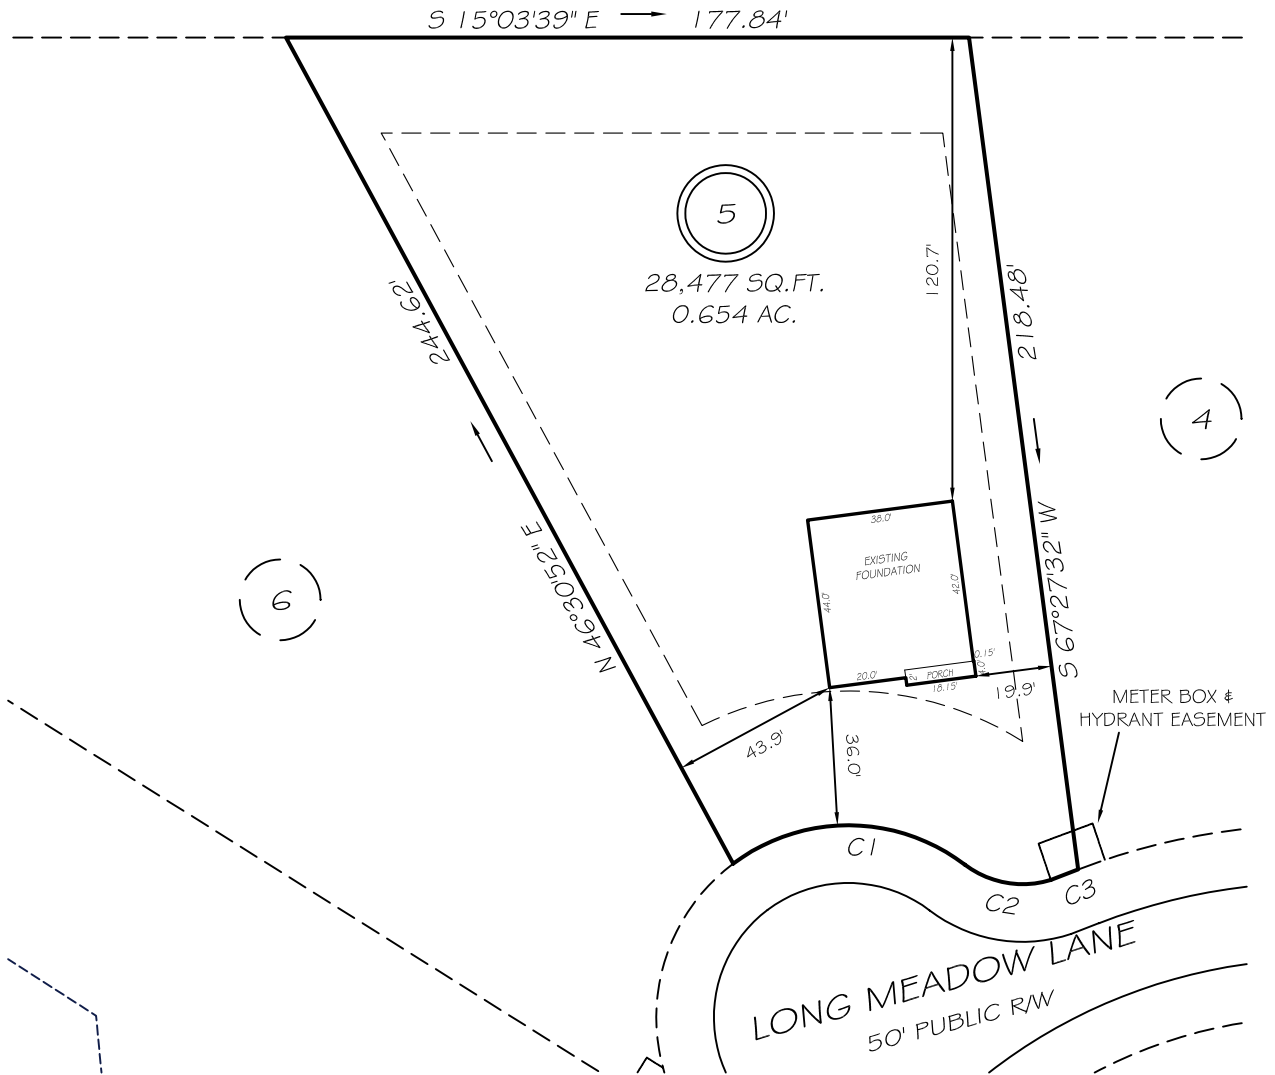 S 15°03'39" E 177.84'
5
28,477 SQ.FT.
0.654 AC.
120.7'
244.62'
218.48'
4
N 46°30'52" E
S 67°27'32" W
38.0'
EXISTING
FOUNDATION
44.0'
42.0'
6
0.15'
20.0'
2'
PORCH
4.0'
18.15'
19.9'
METER BOX &
HYDRANT EASEMENT
43.9'
36.0'
C1
C2
C3
LONG MEADOW LANE
50' PUBLIC R/W